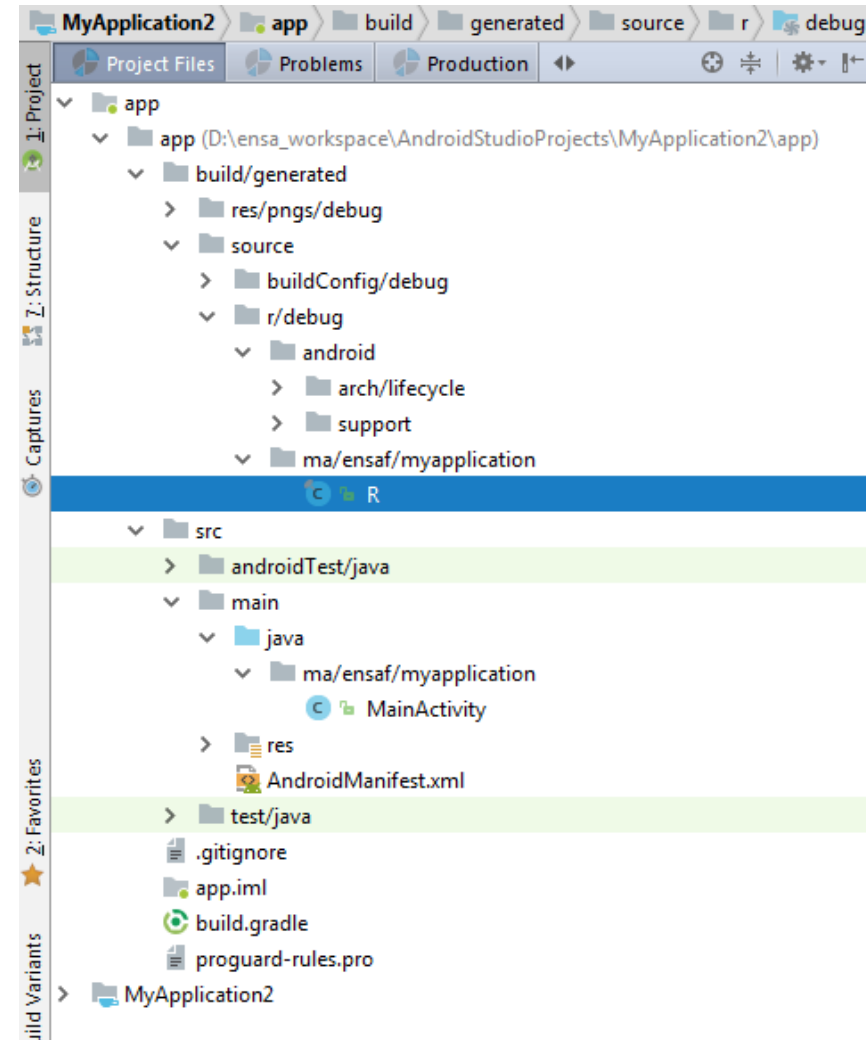 MyApplication2 app build generated source r debug
Project Files Problems Production
app
app (D:\ensa_workspace\AndroidStudioProjects\MyApplication2\app)
build/generated
res/pngs/debug
source
buildConfig/debug
r/debug
android
arch/lifecycle
support
ma/ensaf/myapplication
C R
src
androidTest/java
main
java
ma/ensaf/myapplication
C MainActivity
res
AndroidManifest.xml
test/java
.gitignore
app.iml
build.gradle
proguard-rules.pro
MyApplication2
1: Project
7: Structure
Captures
2: Favorites
uild Variants